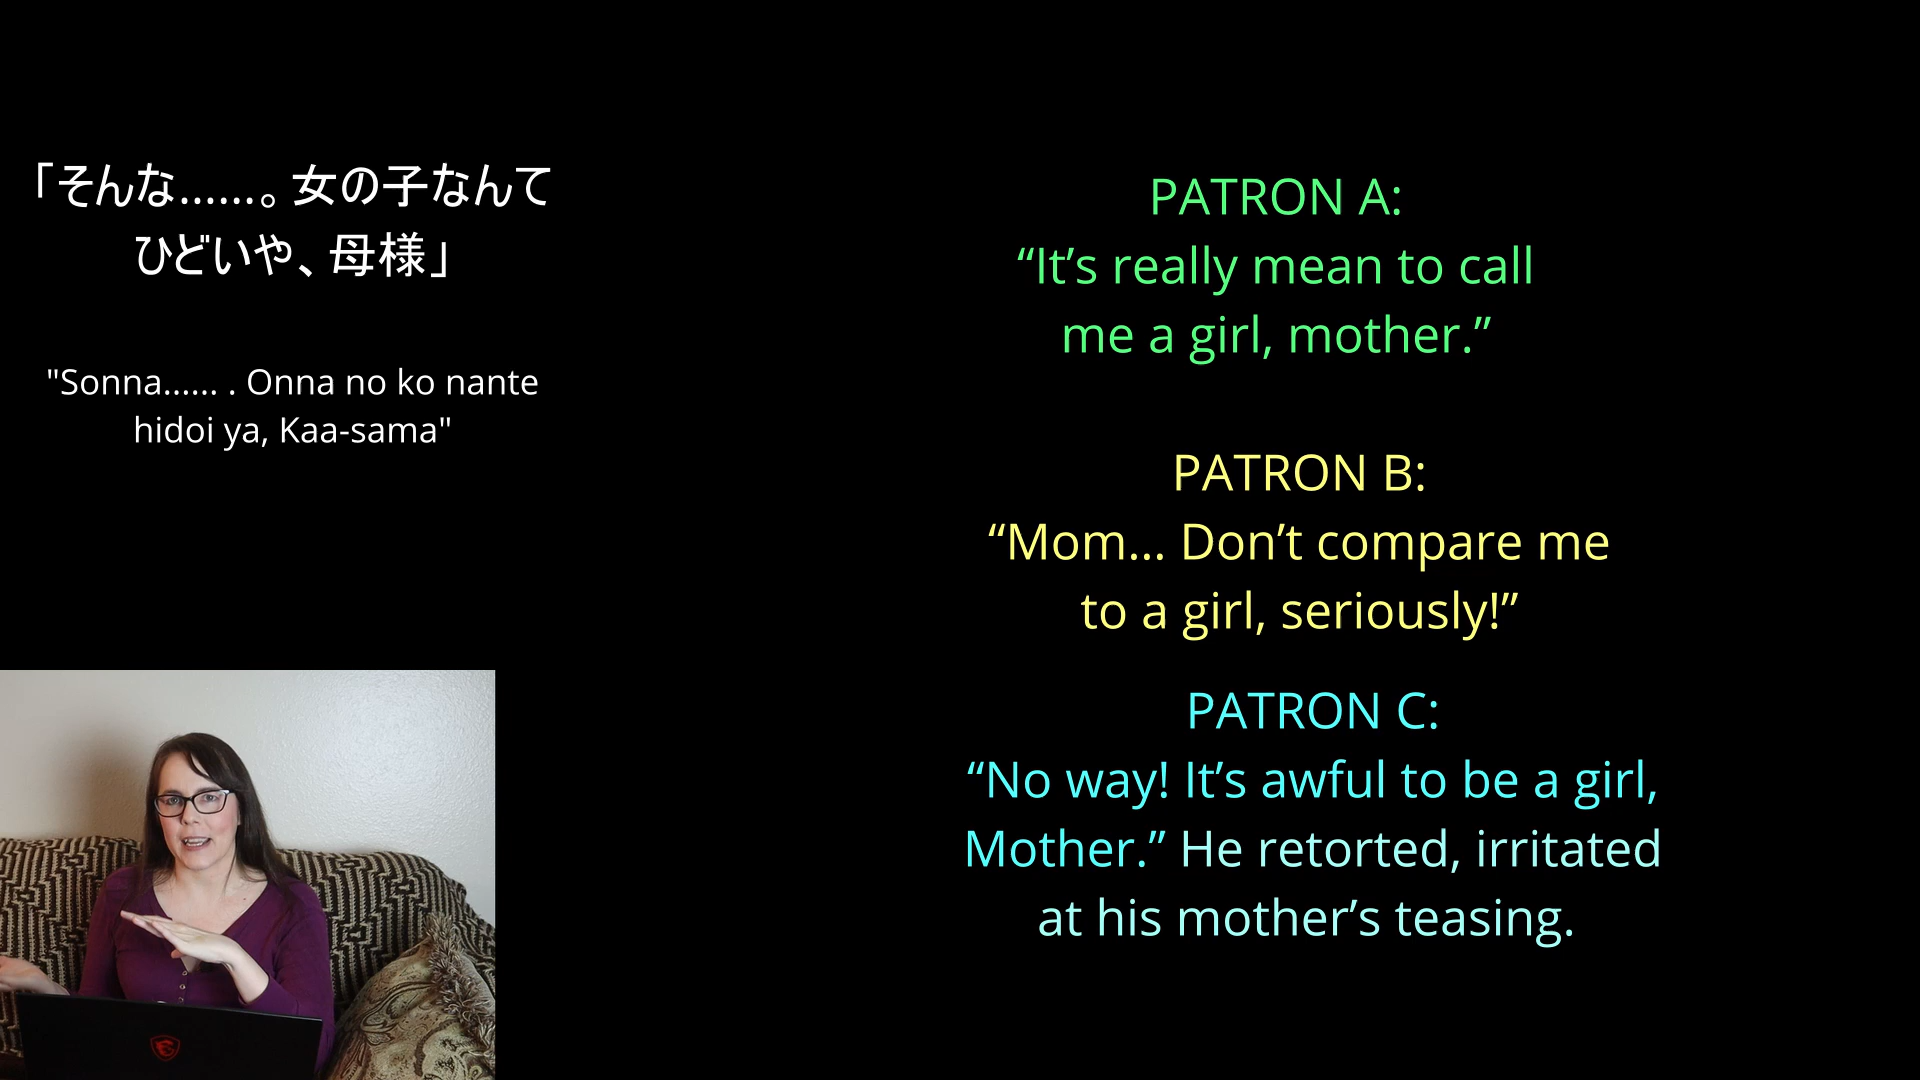 「そんな......。女の子なんて
ひどいや、母様」
"Sonna...... . Onna no ko nante
hidoi ya, Kaa-sama"
PATRON A:
“It’s really mean to call
me a girl, mother.”
PATRON B:
“Mom... Don’t compare me
to a girl, seriously!”
PATRON C:
“No way! It’s awful to be a girl,
Mother.” He retorted, irritated
at his mother’s teasing.